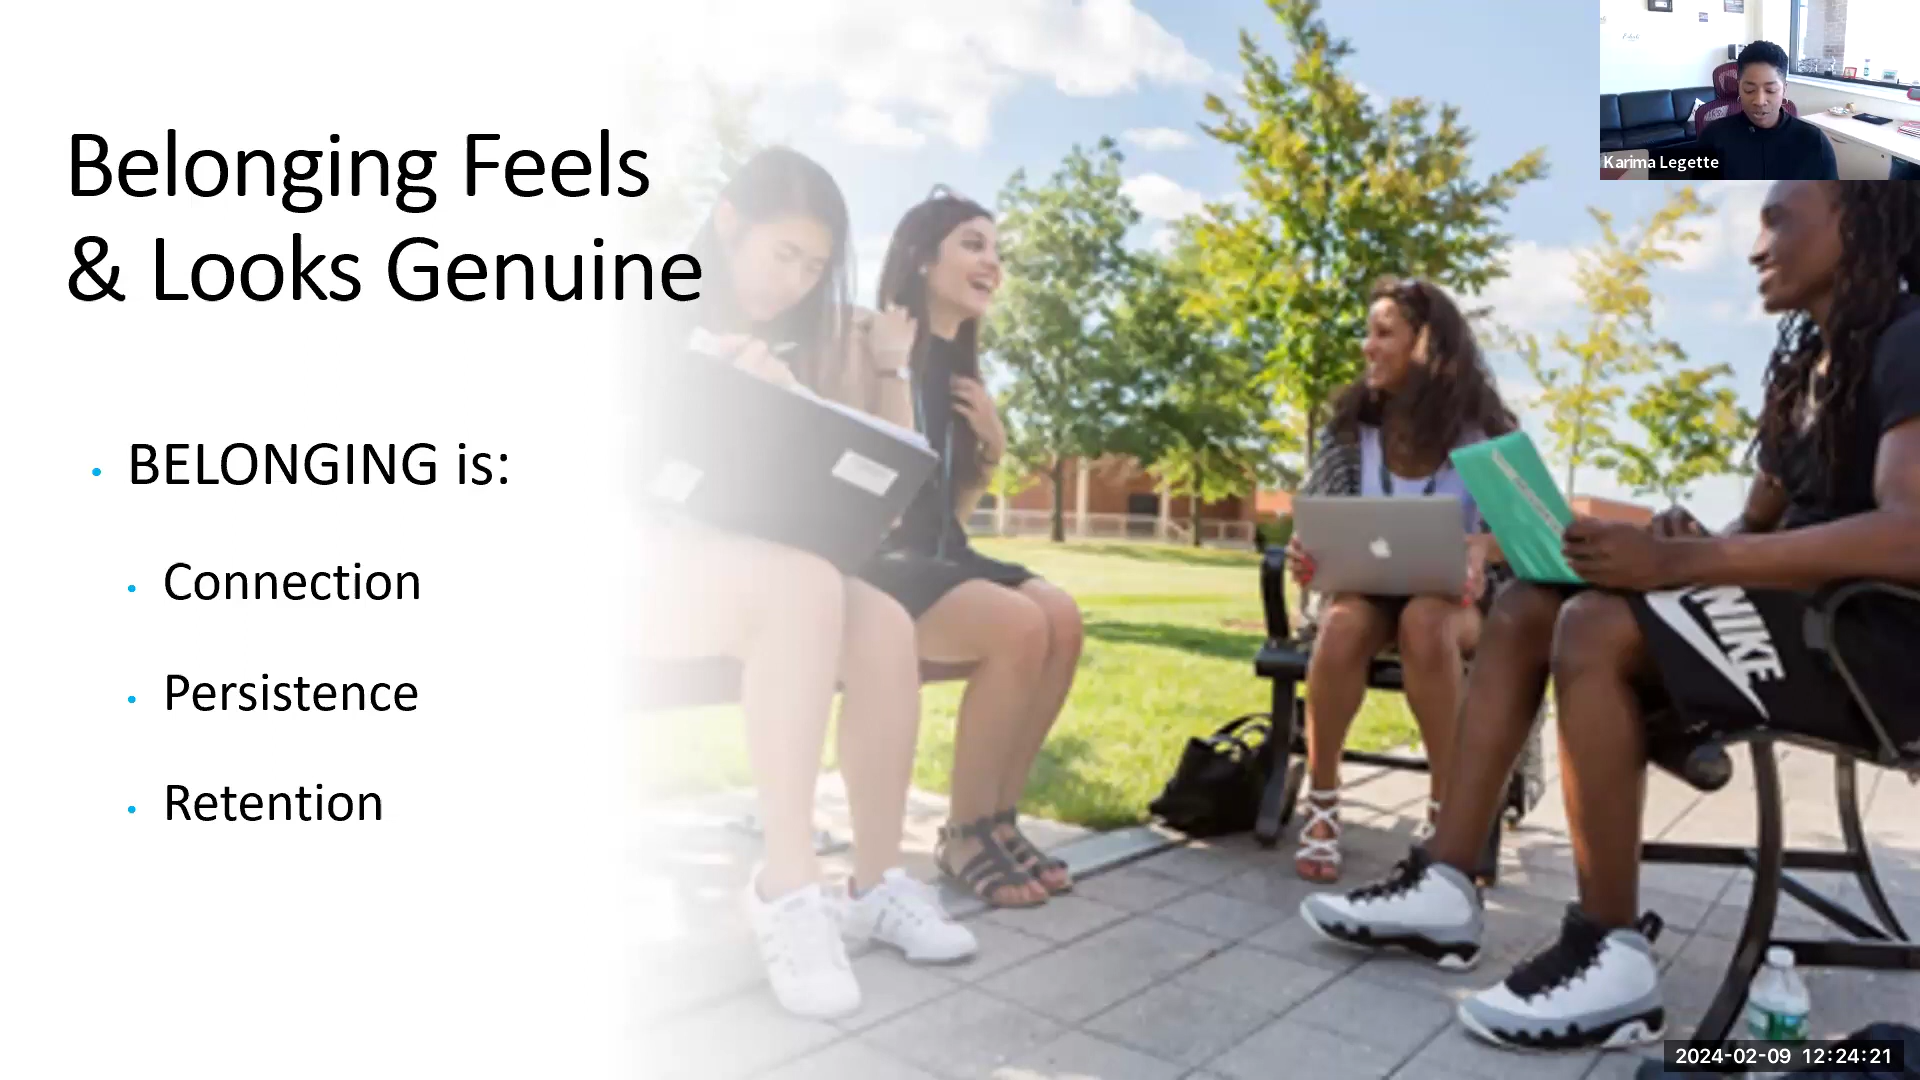 Belonging Feels
& Looks Genuine
BELONGING is:
Connection
Persistence
Retention
Karima Legette
NIKE
2024-02-09 12:24:21